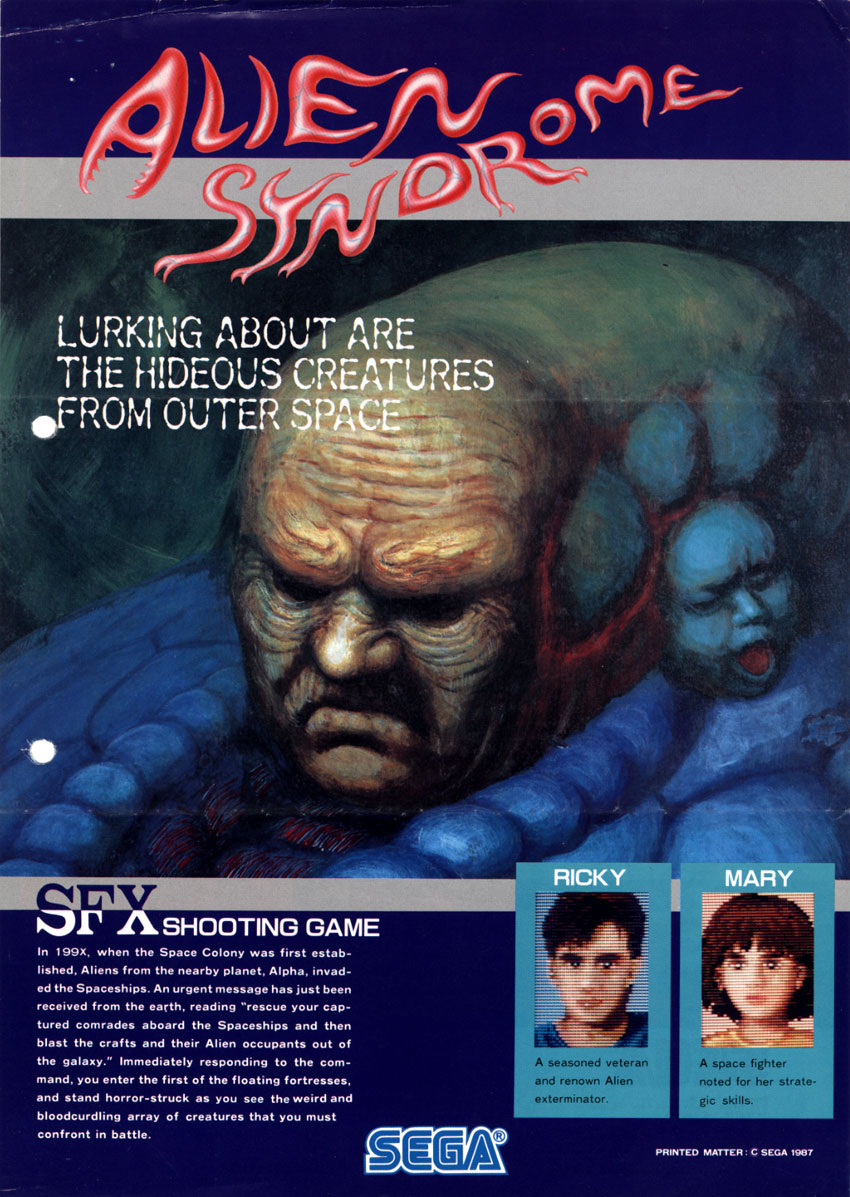 ALIEN
SYNDROME
LURKING ABOUT ARE
THE HIDEOUS CREATURES
FROM OUTER SPACE
SFX SHOOTING GAME
In 199X, when the Space Colony was first estab-
lished, Aliens from the nearby planet, Alpha, invad-
ed the Spaceships. An urgent message has just been
received from the earth, reading "rescue your cap-
tured comrades aboard the Spaceships and then
blast the crafts and their Alien occupants out of
the galaxy." Immediately responding to the com-
mand, you enter the first of the floating fortresses,
and stand horror-struck as you see the weird and
bloodcurdling array of creatures that you must
confront in battle.
RICKY
A seasoned veteran
and renown Alien
exterminator.
MARY
A space fighter
noted for her strate-
gic skills.
SEGA®
PRINTED MATTER: © SEGA 1987